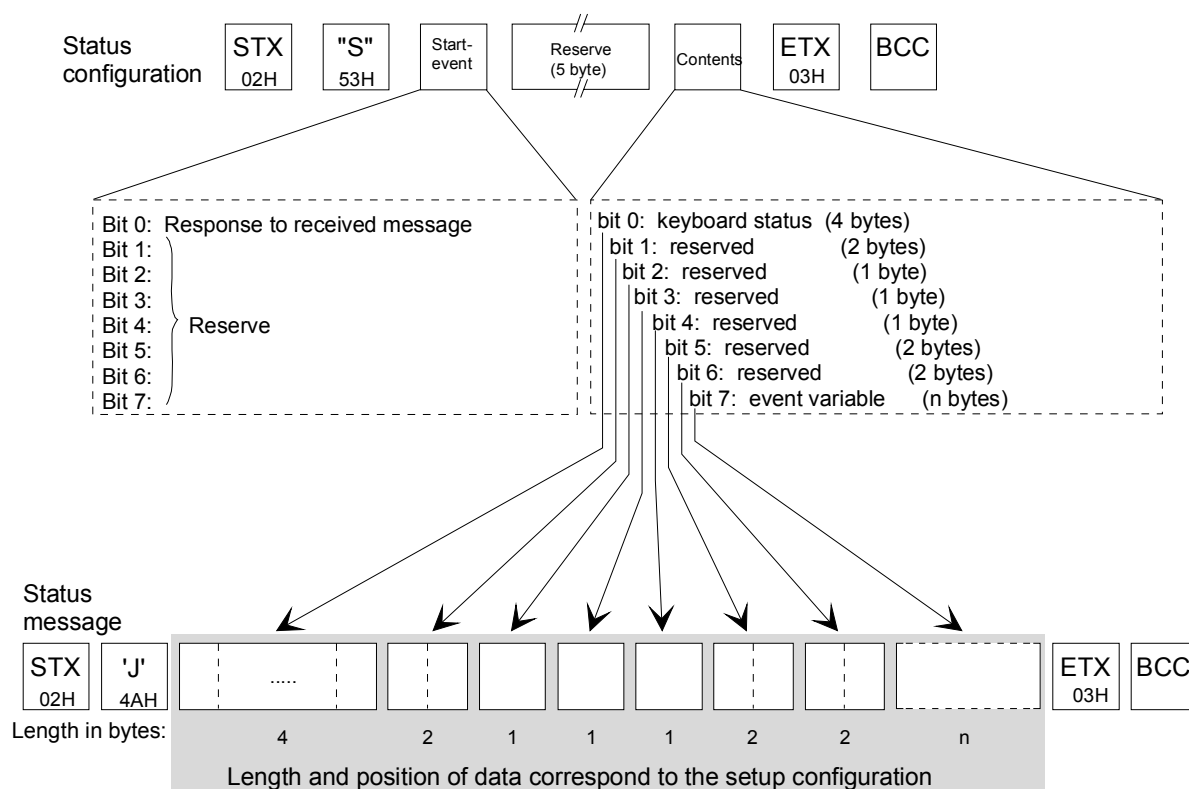 Status configuration
STX 02H
"S" 53H
Start-event
Reserve (5 byte)
Contents
ETX 03H
BCC
Bit 0: Response to received message
Bit 1:
Bit 2:
Bit 3:
Bit 4:
Bit 5:
Bit 6:
Bit 7:
Reserve
bit 0: keyboard status (4 bytes)
bit 1: reserved (2 bytes)
bit 2: reserved (1 byte)
bit 3: reserved (1 byte)
bit 4: reserved (1 byte)
bit 5: reserved (2 bytes)
bit 6: reserved (2 bytes)
bit 7: event variable (n bytes)
Status message
STX 02H
'J' 4AH
.....
ETX 03H
BCC
Length in bytes: 4 2 1 1 1 2 2 n
Length and position of data correspond to the setup configuration